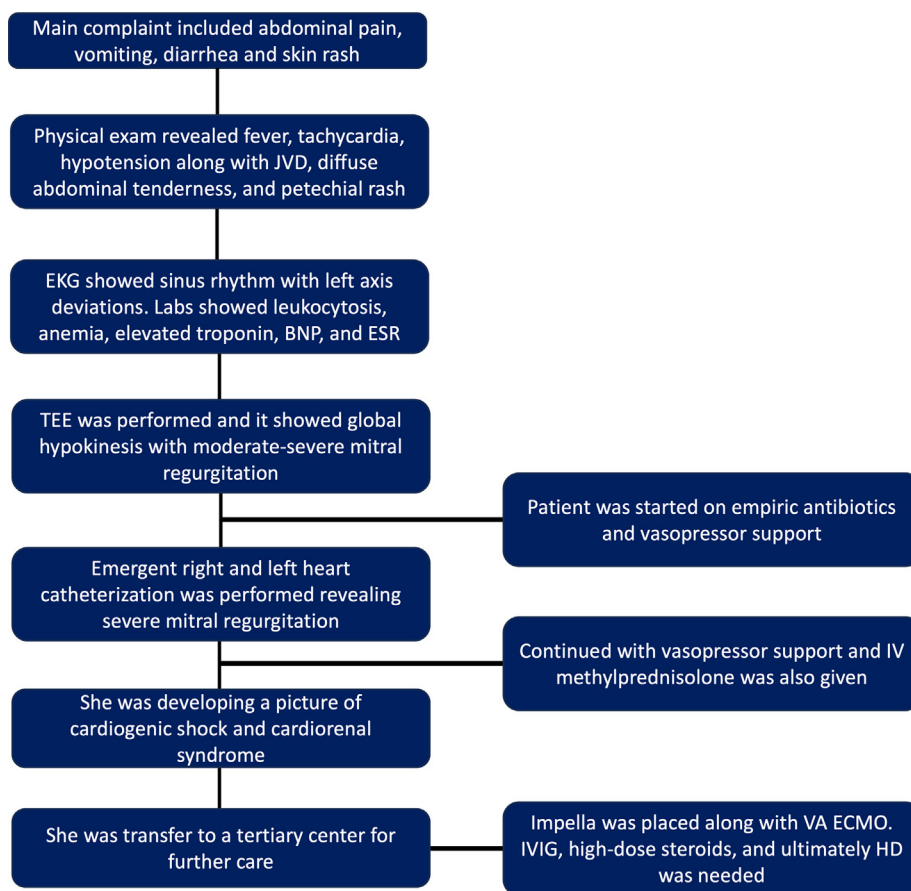 Main complaint included abdominal pain,
vomiting, diarrhea and skin rash
Physical exam revealed fever, tachycardia,
hypotension along with JVD, diffuse
abdominal tenderness, and petechial rash
EKG showed sinus rhythm with left axis
deviations. Labs showed leukocytosis,
anemia, elevated troponin, BNP, and ESR
TEE was performed and it showed global
hypokinesis with moderate-severe mitral
regurgitation
Patient was started on empiric antibiotics
and vasopressor support
Emergent right and left heart
catheterization was performed revealing
severe mitral regurgitation
Continued with vasopressor support and IV
methylprednisolone was also given
She was developing a picture of
cardiogenic shock and cardiorenal
syndrome
She was transfer to a tertiary center for
further care
Impella was placed along with VA ECMO.
IVIG, high-dose steroids, and ultimately HD
was needed